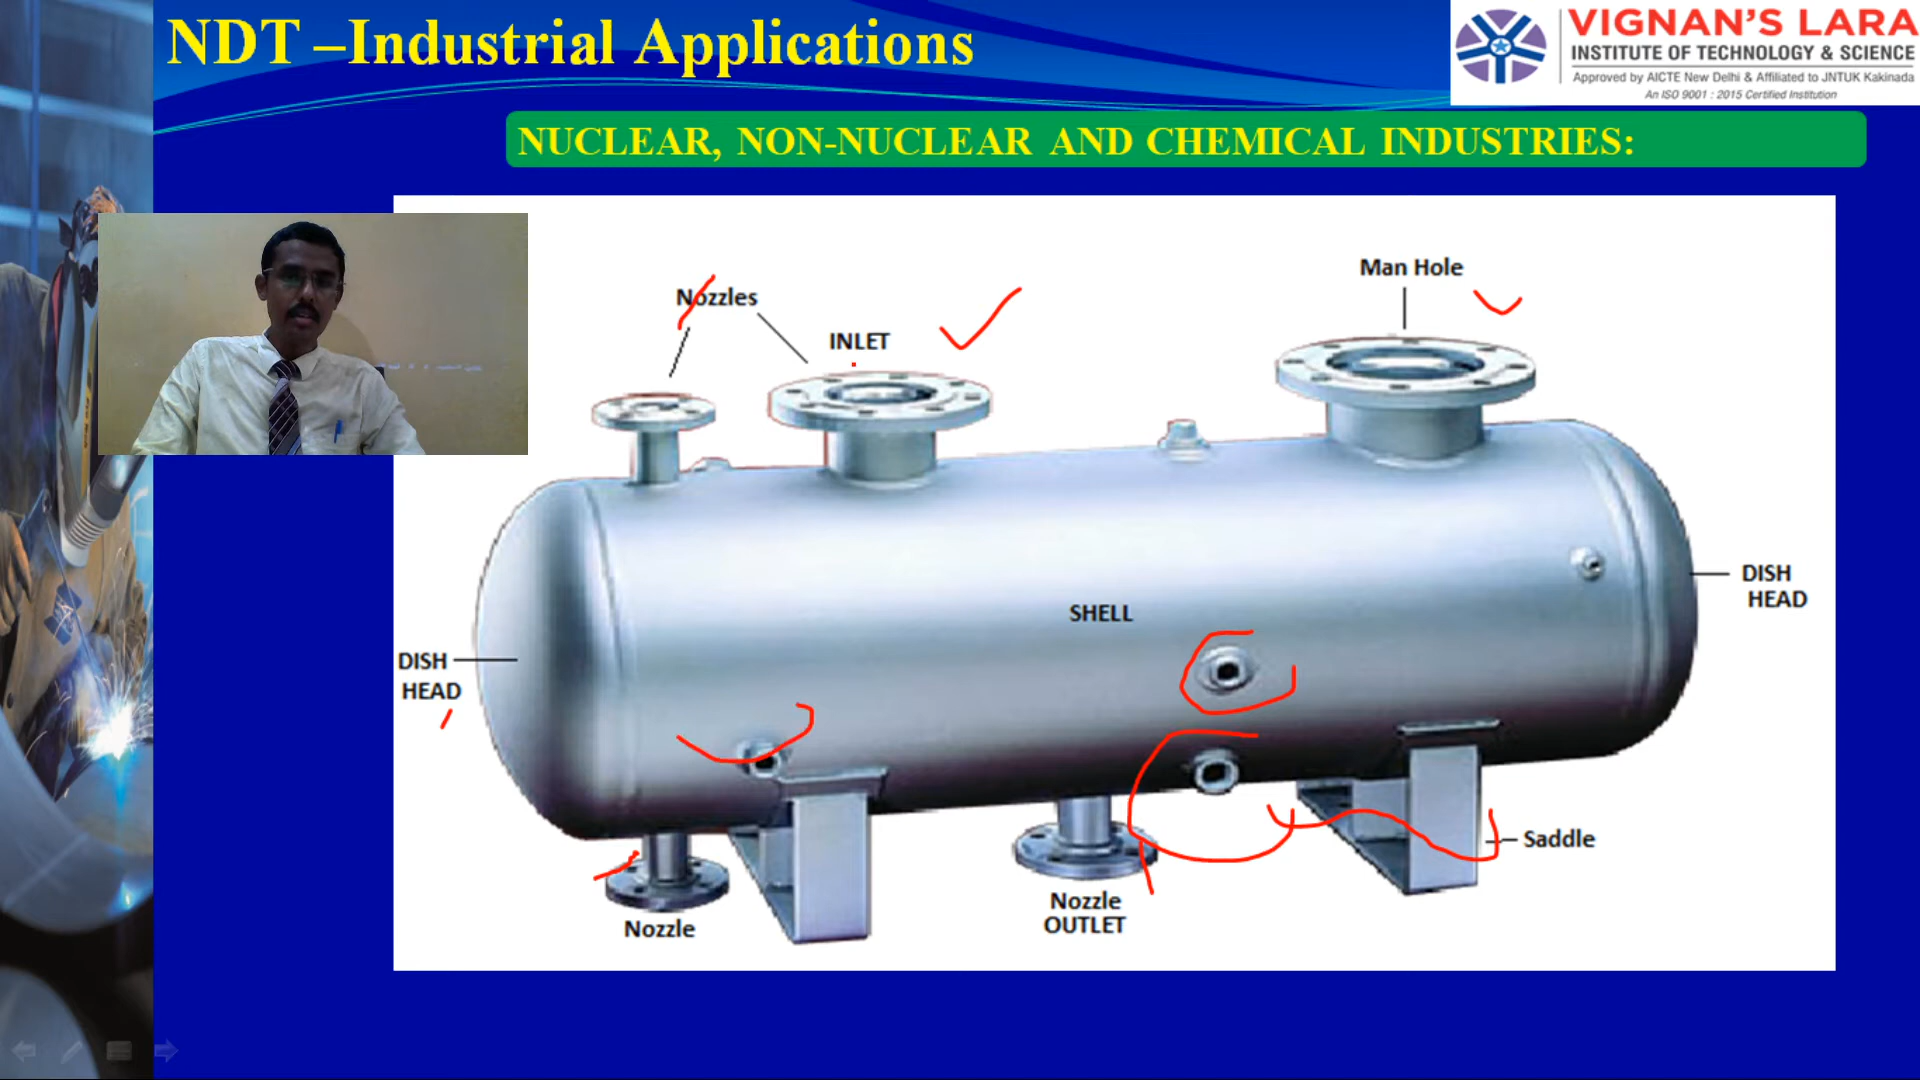 NDT –Industrial Applications
VIGNAN'S LARA
INSTITUTE OF TECHNOLOGY & SCIENCE
Approved by AICTE New Delhi & Affiliated to JNTUK Kakinada
An ISO 9001 : 2015 Certified Institution
NUCLEAR, NON-NUCLEAR AND CHEMICAL INDUSTRIES:
Man Hole
Nozzles
INLET
DISH
HEAD
SHELL
DISH
HEAD
Saddle
Nozzle
OUTLET
Nozzle